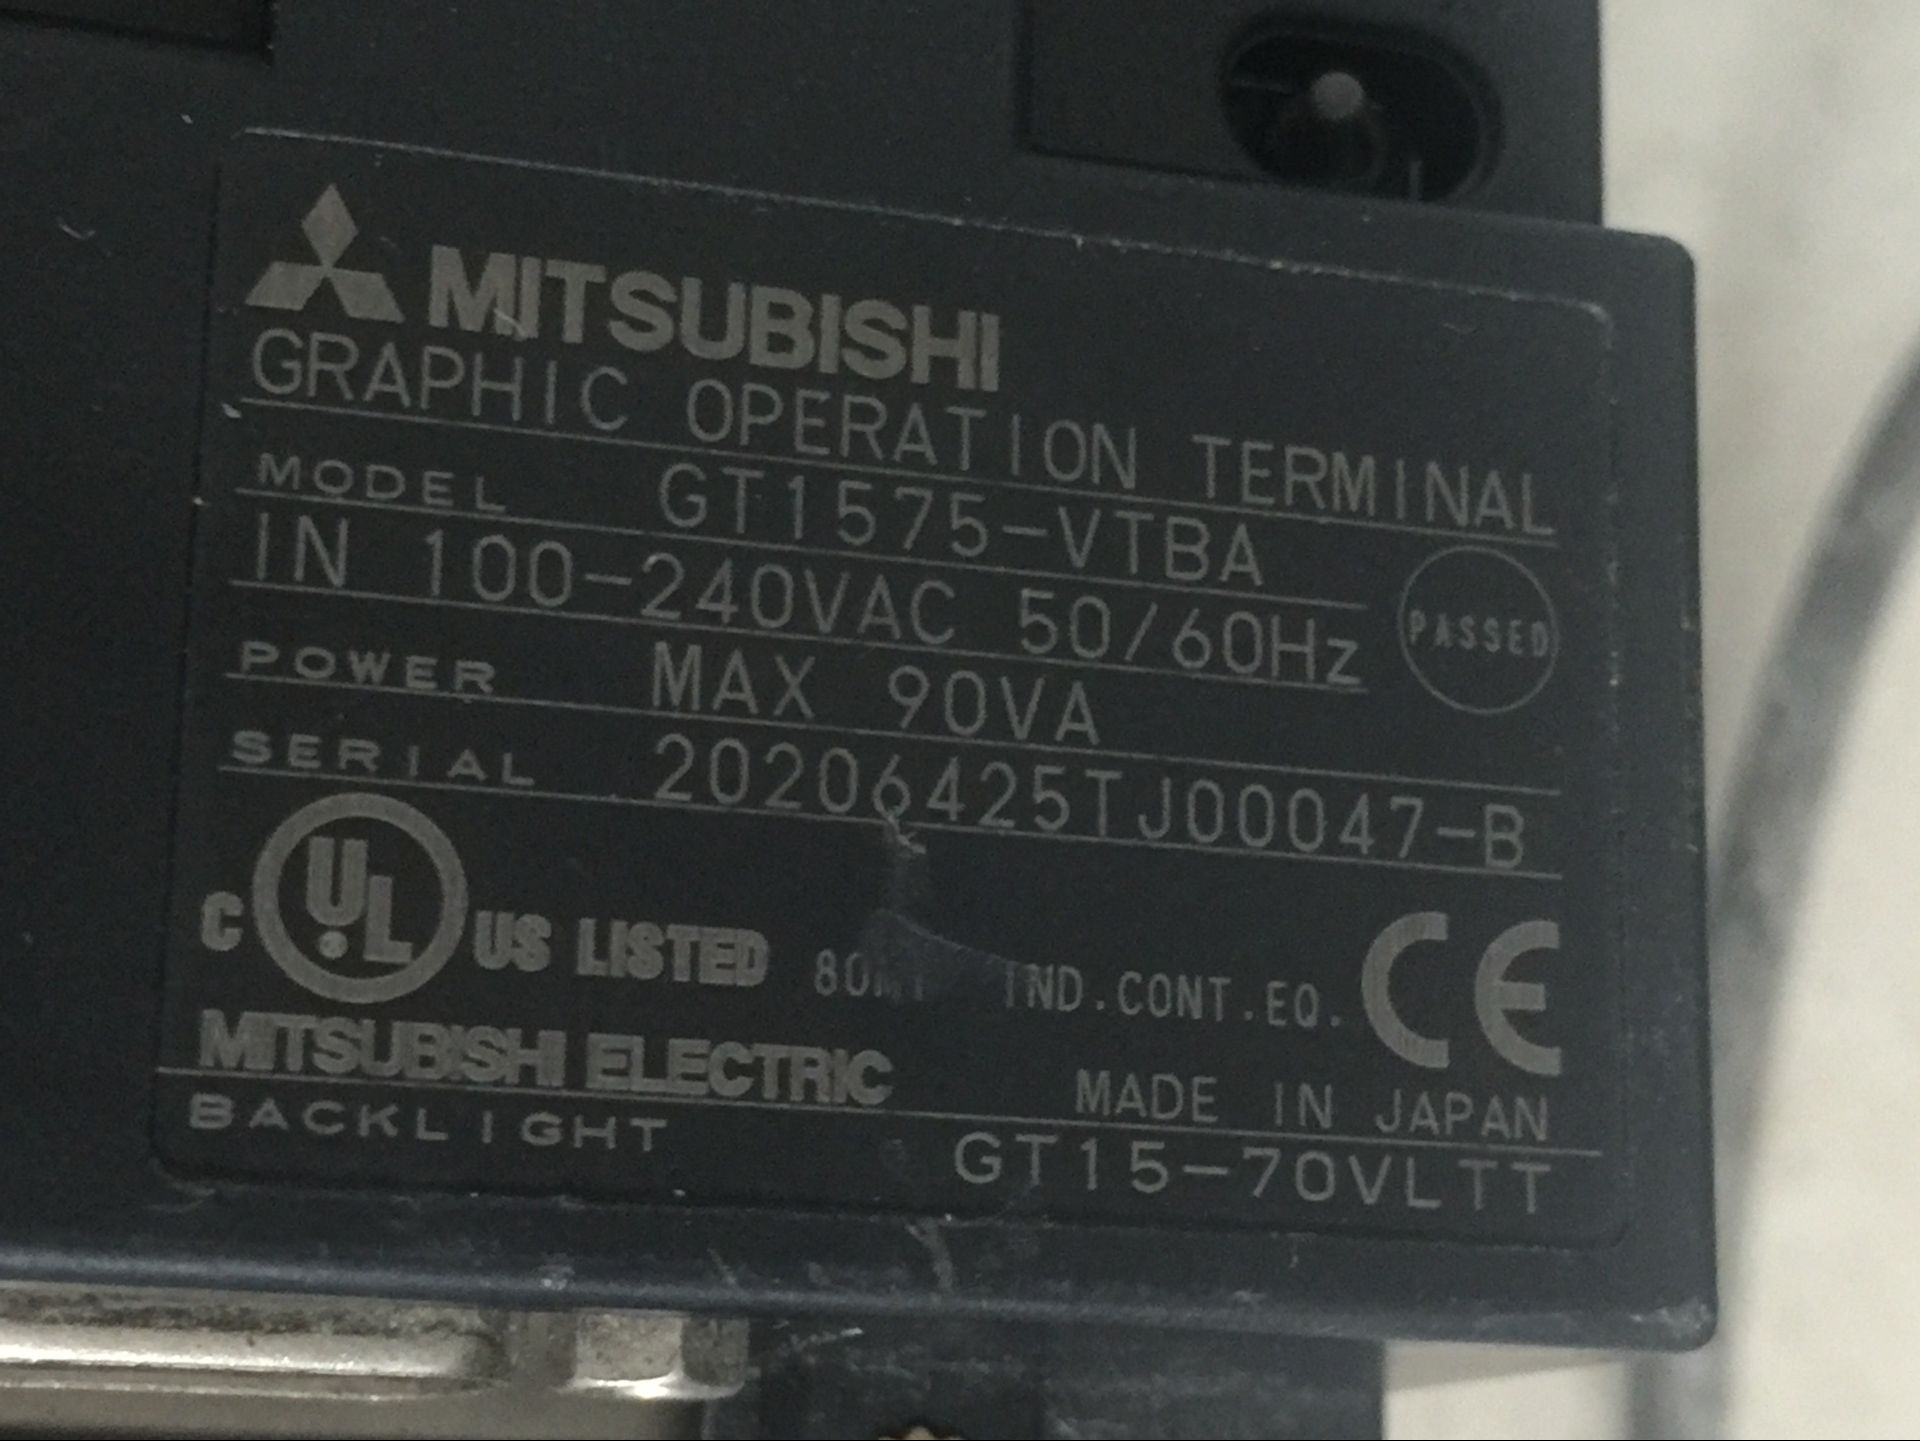 MITSUBISHI
GRAPHIC OPERATION TERMINAL
MODEL GT1575-VTBA
IN 100-240VAC 50/60Hz
PASSED
POWER MAX 90VA
SERIAL 20206425TJ00047-B
C UL US LISTED IND.CONT.EQ. CE
MITSUBISHI ELECTRIC MADE IN JAPAN
BACKLIGHT GT15-70VLTT